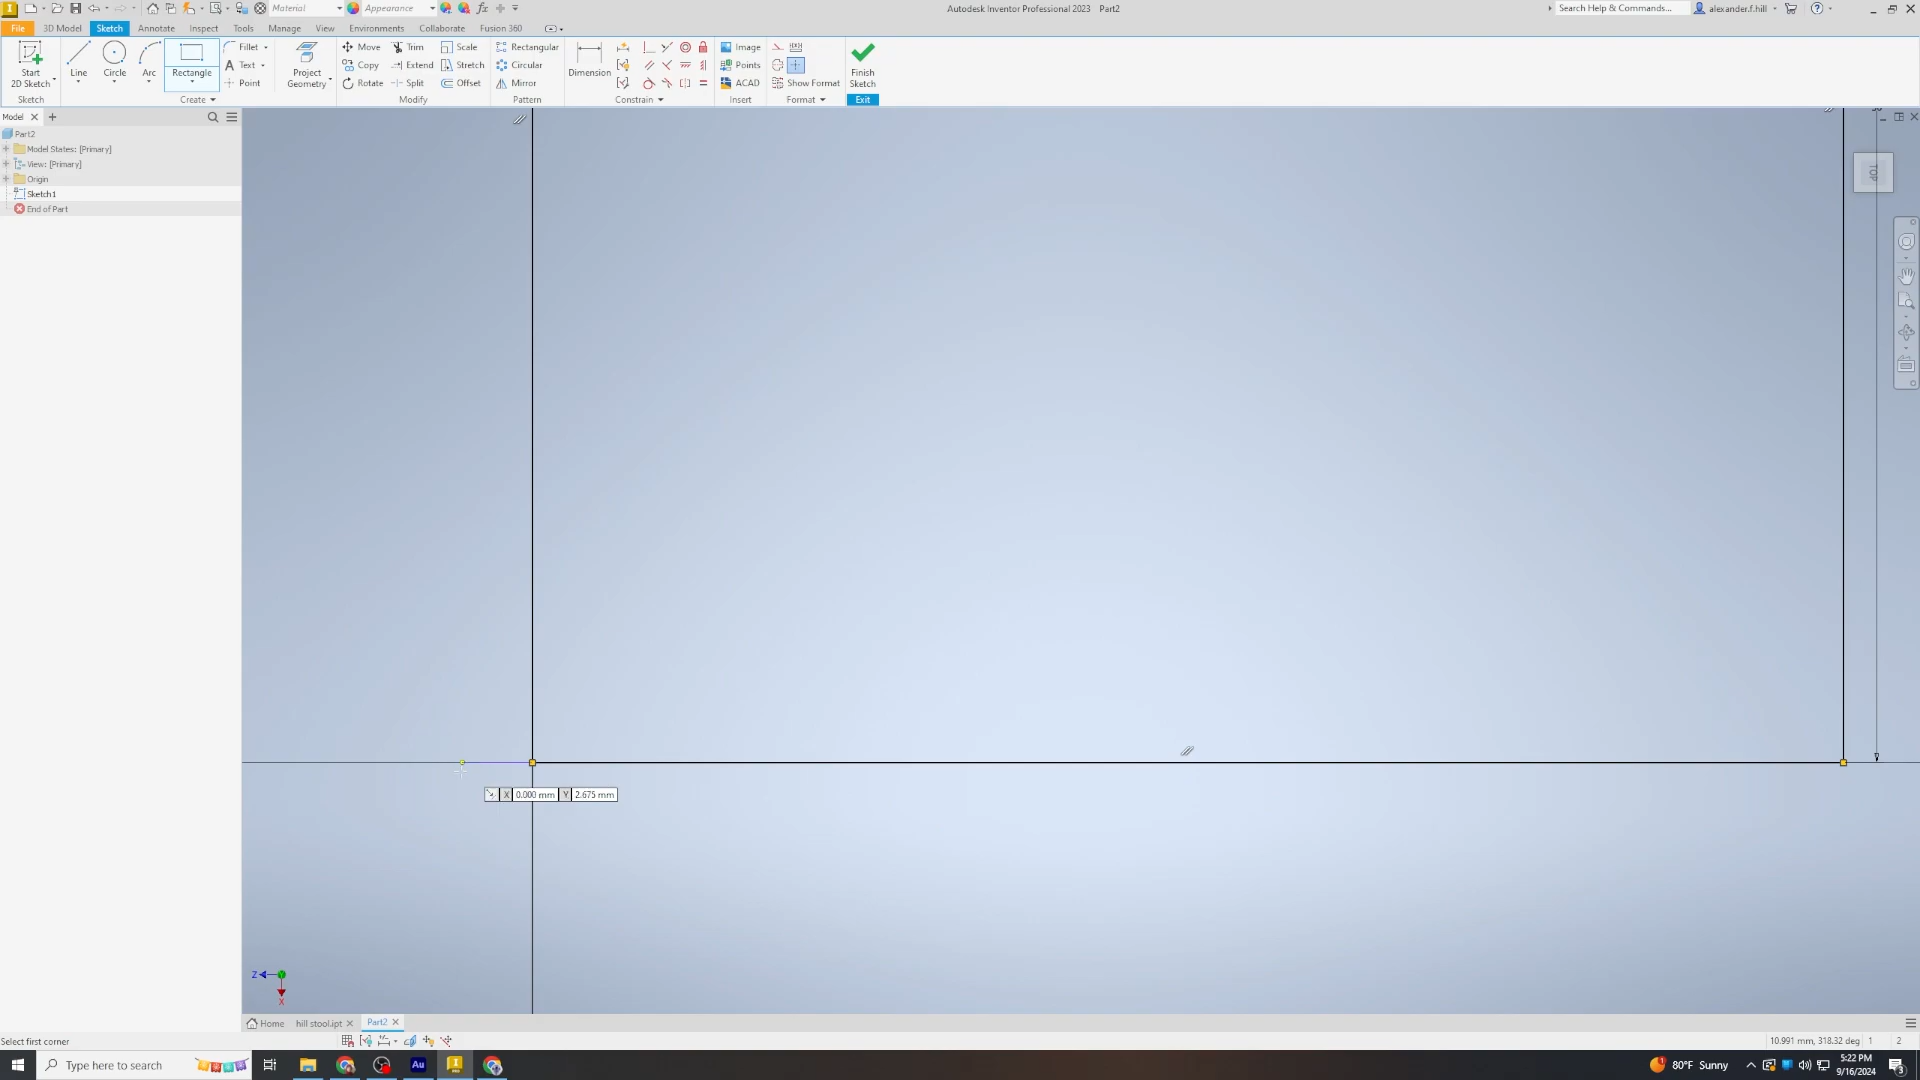 Material
Appearance
Autodesk Inventor Professional 2023 Part2
Search Help & Commands...
alexander.f.hill
File 3D Model Sketch Annotate Inspect Tools Manage View Environments Collaborate Fusion 360
Start
2D Sketch
Line
Circle
Arc
Rectangle
Fillet
Text
Point
Project
Geometry
Move
Copy
Rotate
Trim
Extend
Split
Scale
Stretch
Offset
Rectangular
Circular
Mirror
Dimension
Image
Points
ACAD
Show Format
Finish
Sketch
Sketch
Create
Modify
Pattern
Constrain
Insert
Format
Exit
Model
Part2
Model States: [Primary]
View: [Primary]
Origin
Sketch1
End of Part
TOP
X 0.000 mm Y 2.675 mm
Z
X
Home hill stool.ipt Part2
Select first corner
10.991 mm, 318.32 deg 1 2
Type here to search
Au
80°F Sunny
5:22 PM
9/16/2024
3